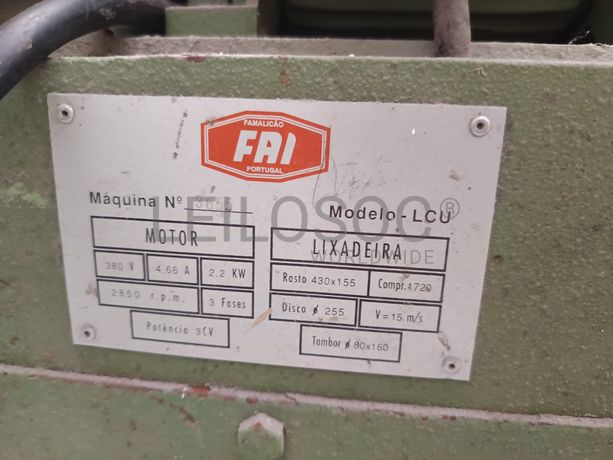 FAMALICÃO
FAI
PORTUGAL
Máquina Nº
Modelo - LCU
LEILOSOC®
WORLDWIDE
MOTOR
380 V 4,66 A 2,2 KW
2850 r.p.m. 3 Fases
Potência 3CV
LIXADEIRA
Rasto 430x155 Compr.1720
Disco ø 255 V=15 m/s
Tambor ø 80x160